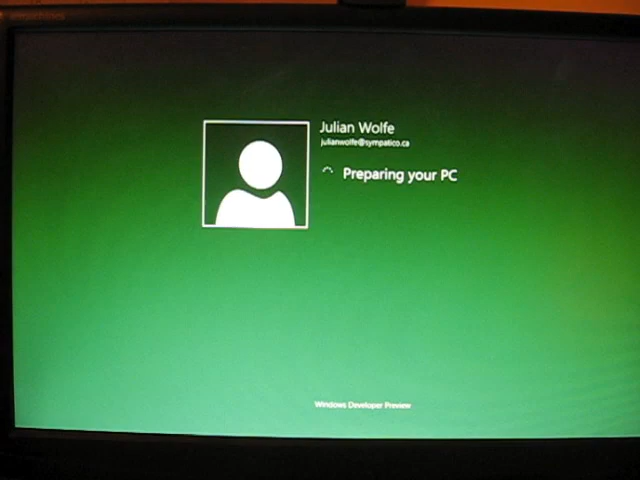 Julian Wolfe
julianwolfe@sympatico.ca
Preparing your PC
Windows Developer Preview